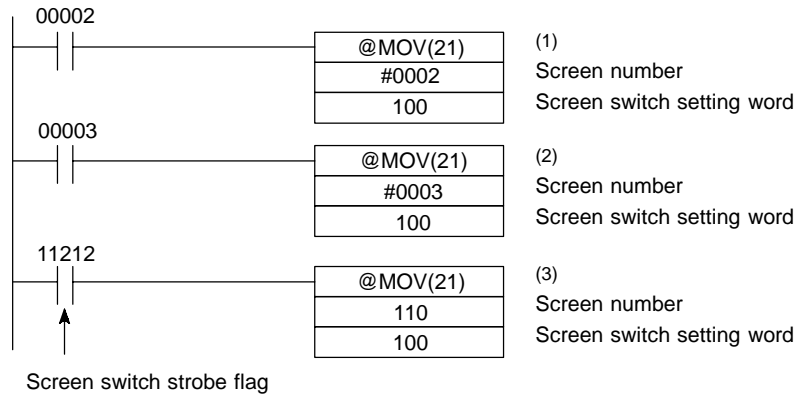 00002
@MOV(21) (1)
#0002 Screen number
100 Screen switch setting word
00003
@MOV(21) (2)
#0003 Screen number
100 Screen switch setting word
11212
@MOV(21) (3)
110 Screen number
100 Screen switch setting word
Screen switch strobe flag